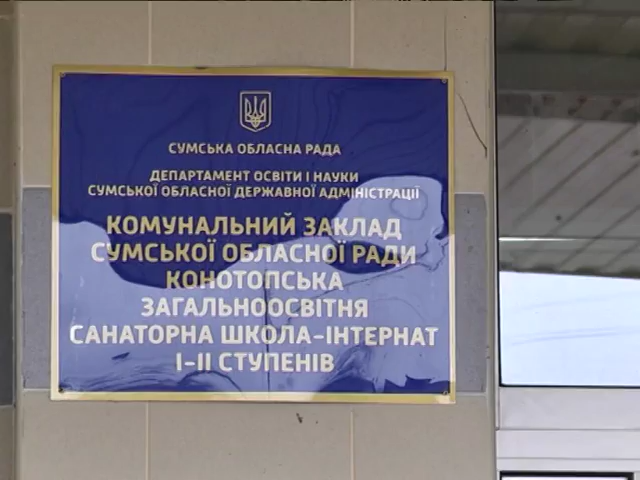 СУМСЬКА ОБЛАСНА РАДА
ДЕПАРТАМЕНТ ОСВІТИ І НАУКИ
СУМСЬКОЇ ОБЛАСНОЇ ДЕРЖАВНОЇ АДМІНІСТРАЦІЇ
КОМУНАЛЬНИЙ ЗАКЛАД
СУМСЬКОЇ ОБЛАСНОЇ РАДИ
КОНОТОПСЬКА
ЗАГАЛЬНООСВІТНЯ
САНАТОРНА ШКОЛА-ІНТЕРНАТ
І-ІІ СТУПЕНІВ